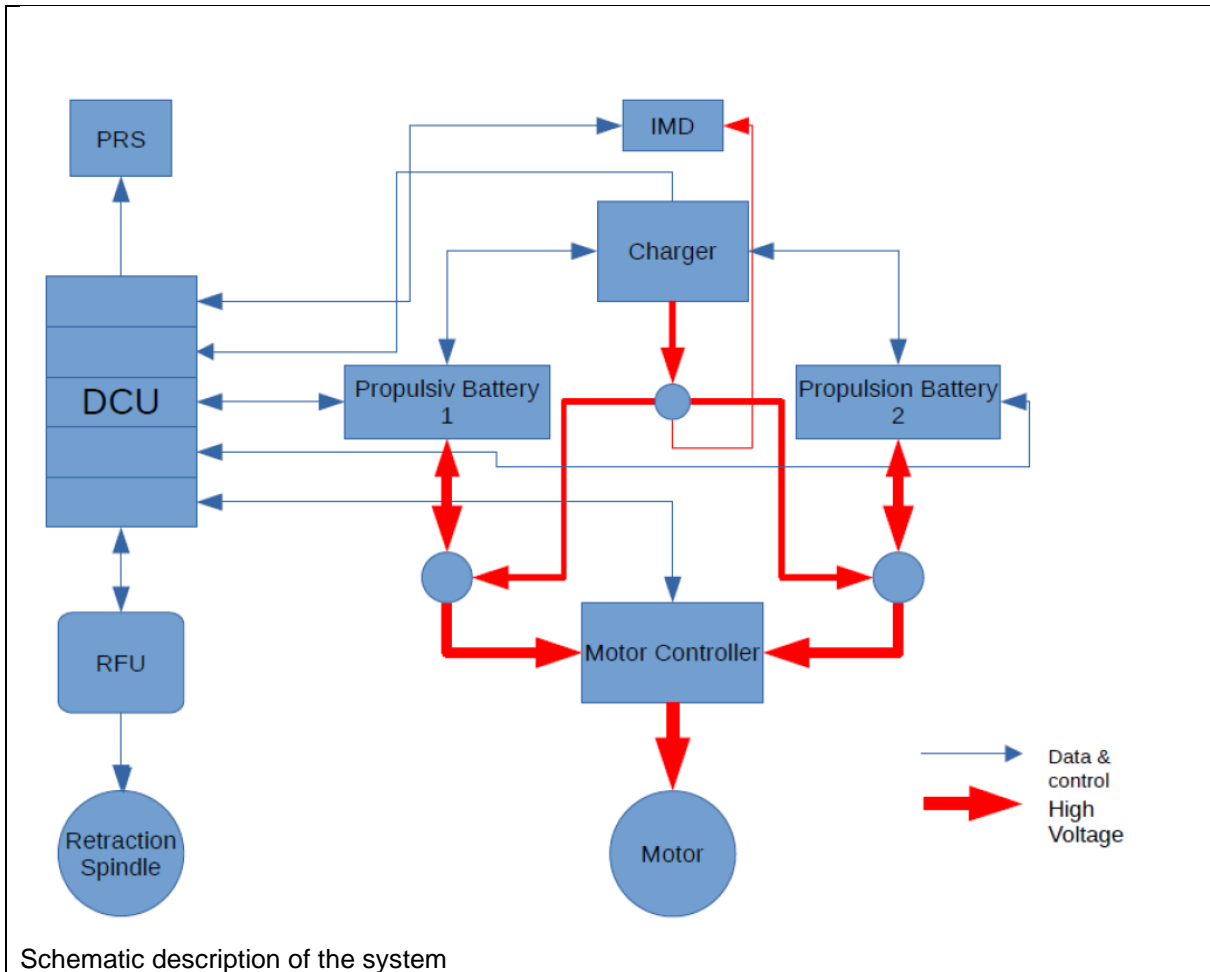 PRS
IMD
Charger
DCU
Propulsiv Battery
1
Propulsion Battery
2
RFU
Motor Controller
Retraction
Spindle
Motor
Data &
control
High
Voltage
Schematic description of the system